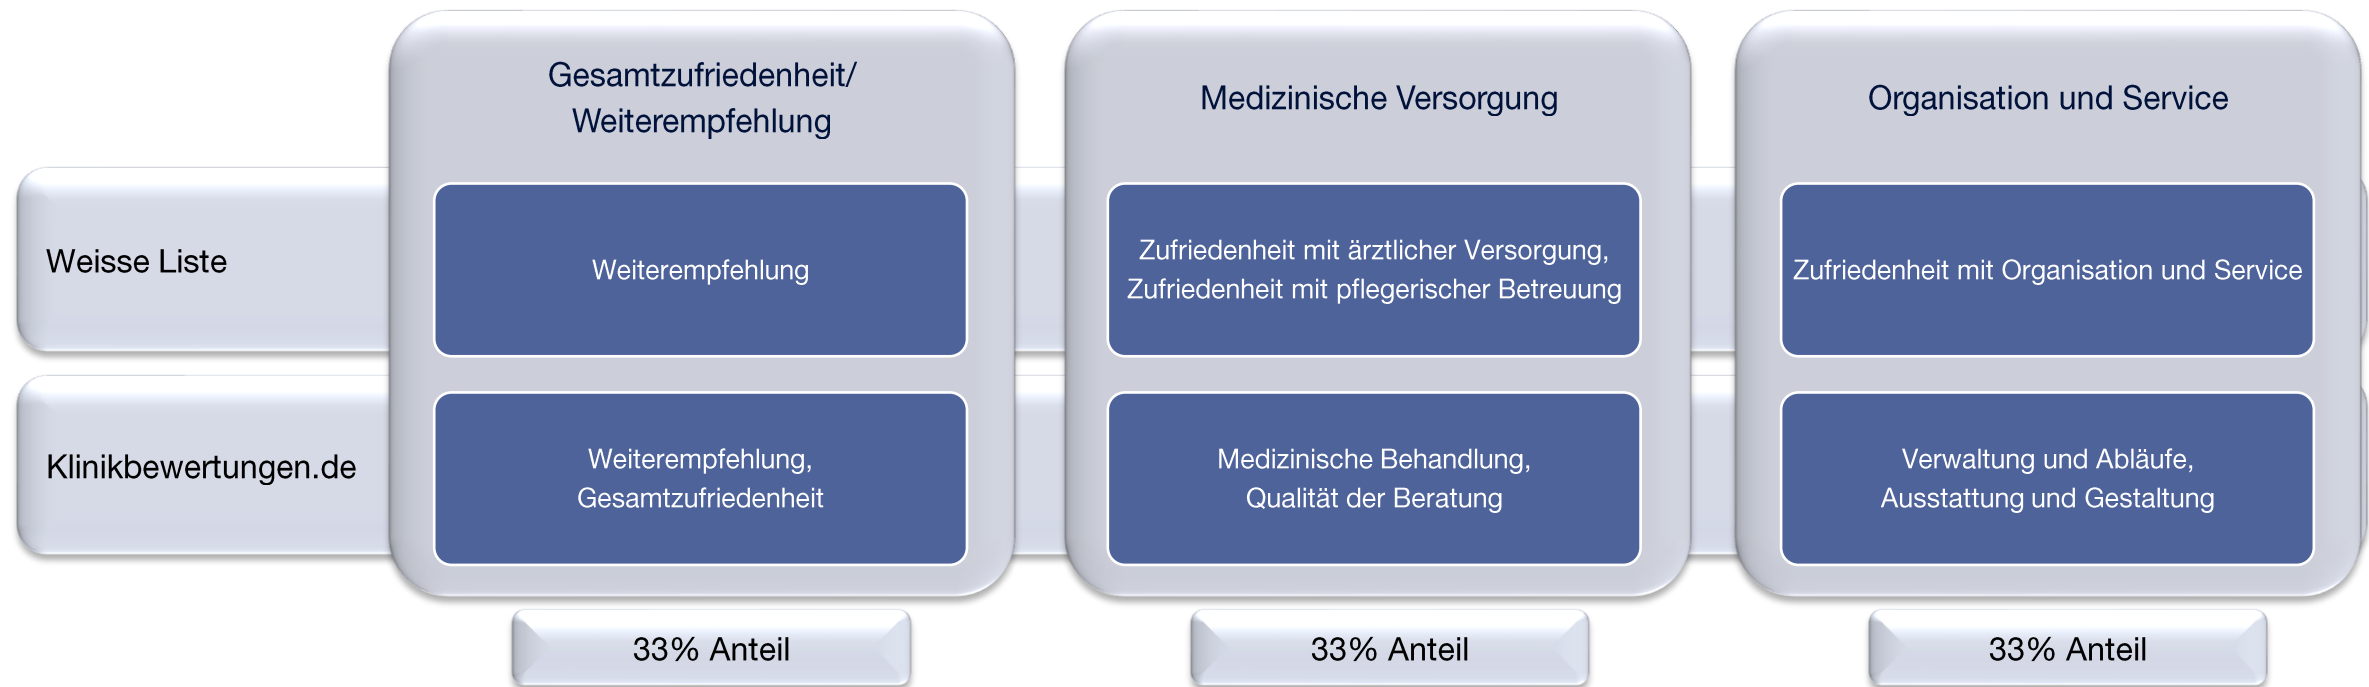 Gesamtzufriedenheit/
Weiterempfehlung
Medizinische Versorgung
Organisation und Service
Weisse Liste
Weiterempfehlung
Zufriedenheit mit ärztlicher Versorgung,
Zufriedenheit mit pflegerischer Betreuung
Zufriedenheit mit Organisation und Service
Klinikbewertungen.de
Weiterempfehlung,
Gesamtzufriedenheit
Medizinische Behandlung,
Qualität der Beratung
Verwaltung und Abläufe,
Ausstattung und Gestaltung
33% Anteil
33% Anteil
33% Anteil